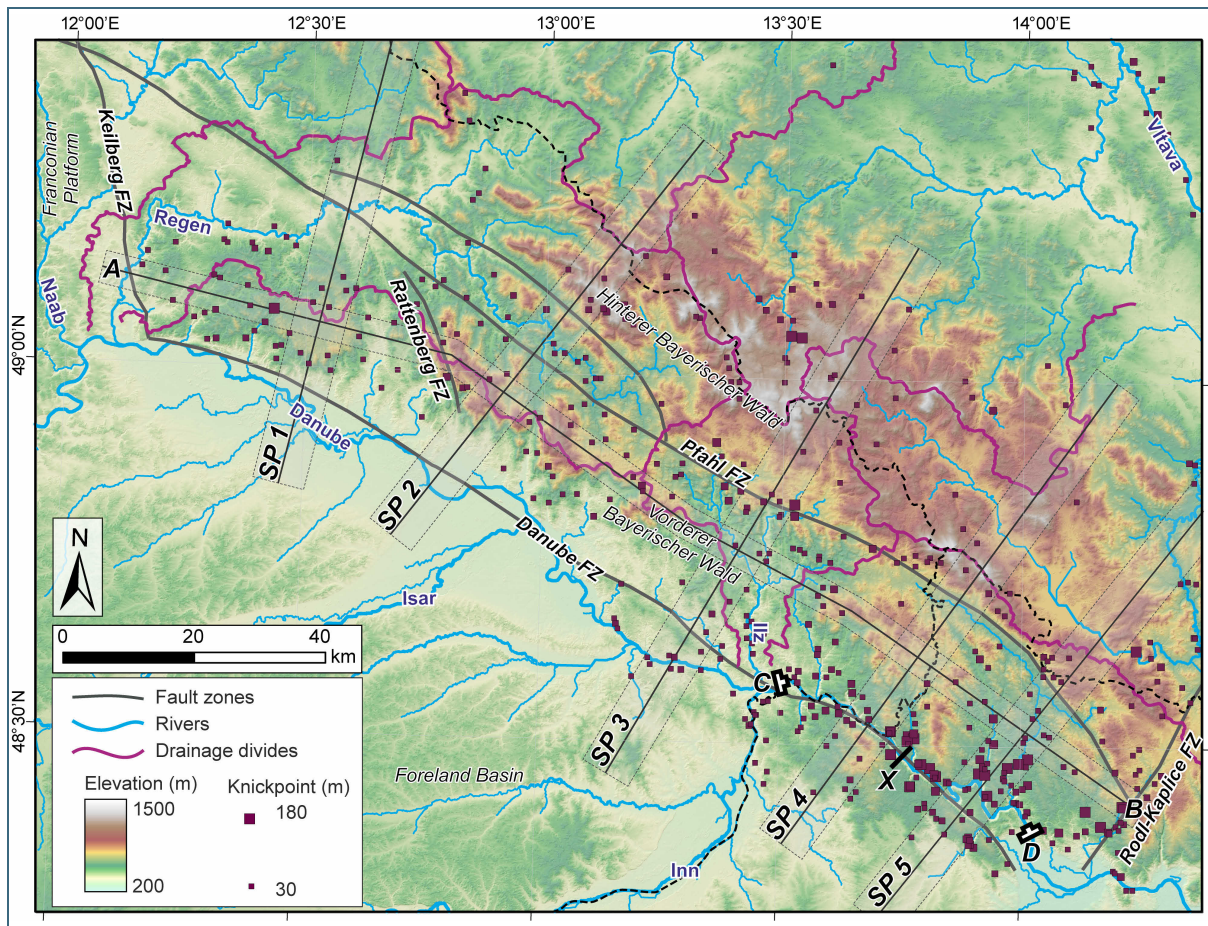 12°00'E
12°30'E
13°00'E
13°30'E
14°00'E
49°00'N
48°30'N
Franconian
Platform
Keilberg FZ
Regen
Naab
A
Rattenberg FZ
Danube
SP 1
SP 2
Hinterer Bayerischer Wald
Pfahl FZ
Vltava
Danube FZ
Vorderer
Bayerischer Wald
Isar
Ilz
C
SP 3
X
B
D
Rodl-Kaplice FZ
SP 4
SP 5
Foreland Basin
Inn
N
0
20
40
km
Fault zones
Rivers
Drainage divides
Elevation (m)
1500
200
Knickpoint (m)
180
30